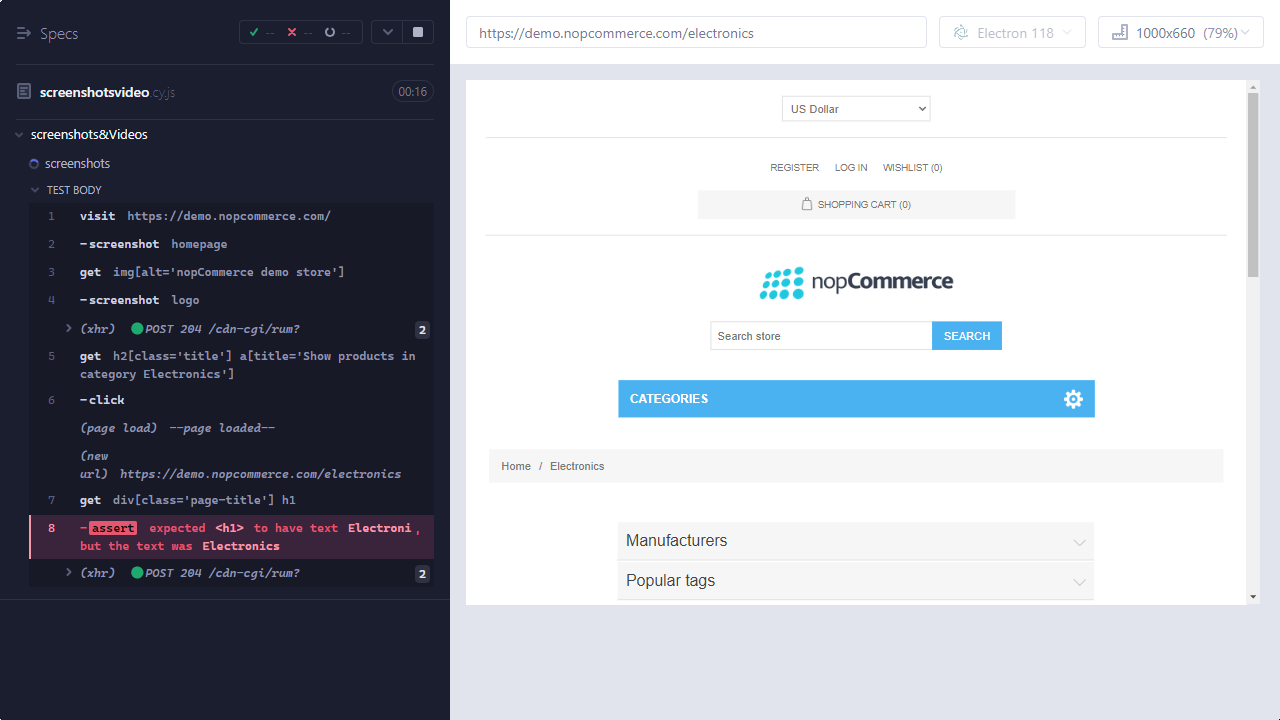 Specs
-- -- --
screenshotsvideo.cy.js
00:16
screenshots&Videos
screenshots
TEST BODY
1 visit https://demo.nopcommerce.com/
2 -screenshot homepage
3 get img[alt='nopCommerce demo store']
4 -screenshot logo
(xhr) POST 204 /cdn-cgi/rum? 2
5 get h2[class='title'] a[title='Show products in
category Electronics']
6 -click
(page load) --page loaded--
(new
url) https://demo.nopcommerce.com/electronics
7 get div[class='page-title'] h1
8 -assert expected <h1> to have text Electroni,
but the text was Electronics
(xhr) POST 204 /cdn-cgi/rum? 2
https://demo.nopcommerce.com/electronics
Electron 118
1000x660 (79%)
US Dollar
REGISTER LOG IN WISHLIST (0)
SHOPPING CART (0)
nopCommerce
Search store SEARCH
CATEGORIES
Home / Electronics
Manufacturers
Popular tags